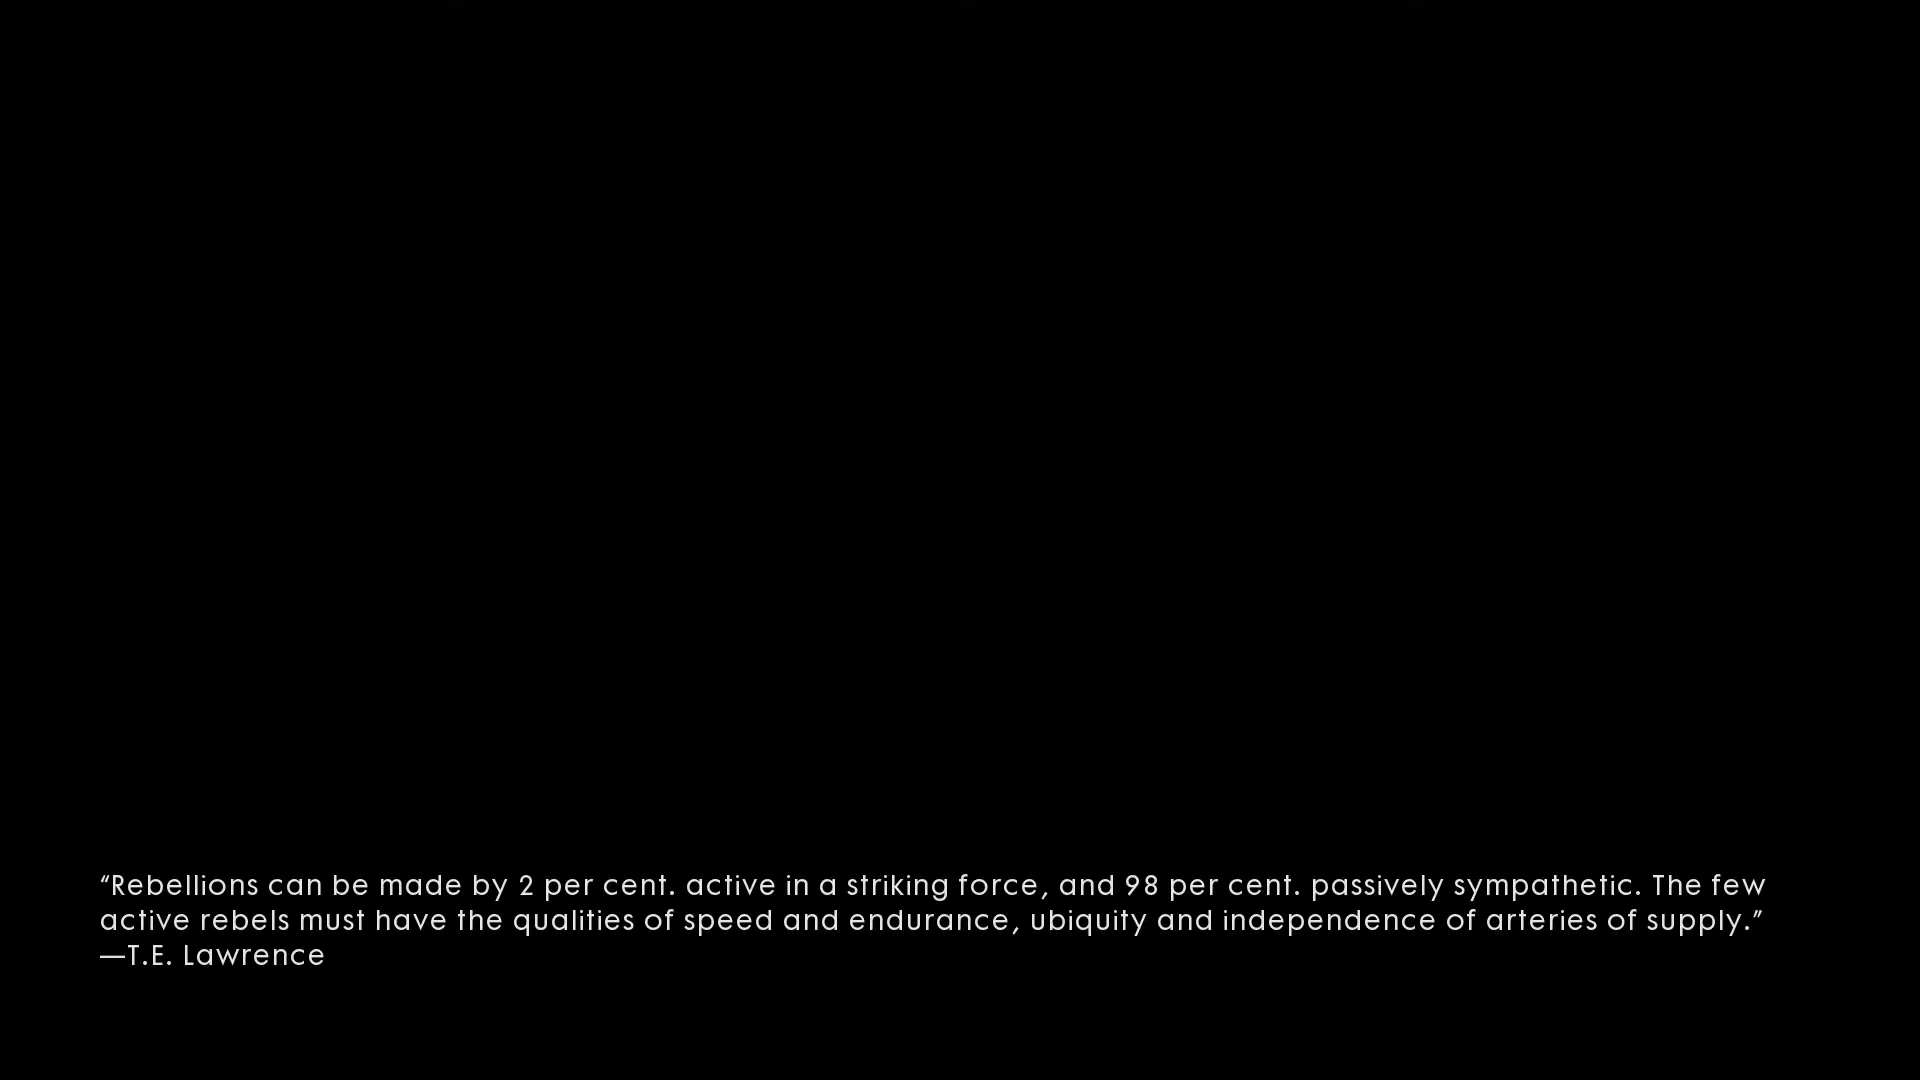 “Rebellions can be made by 2 per cent. active in a striking force, and 98 per cent. passively sympathetic. The few
active rebels must have the qualities of speed and endurance, ubiquity and independence of arteries of supply.”
—T.E. Lawrence